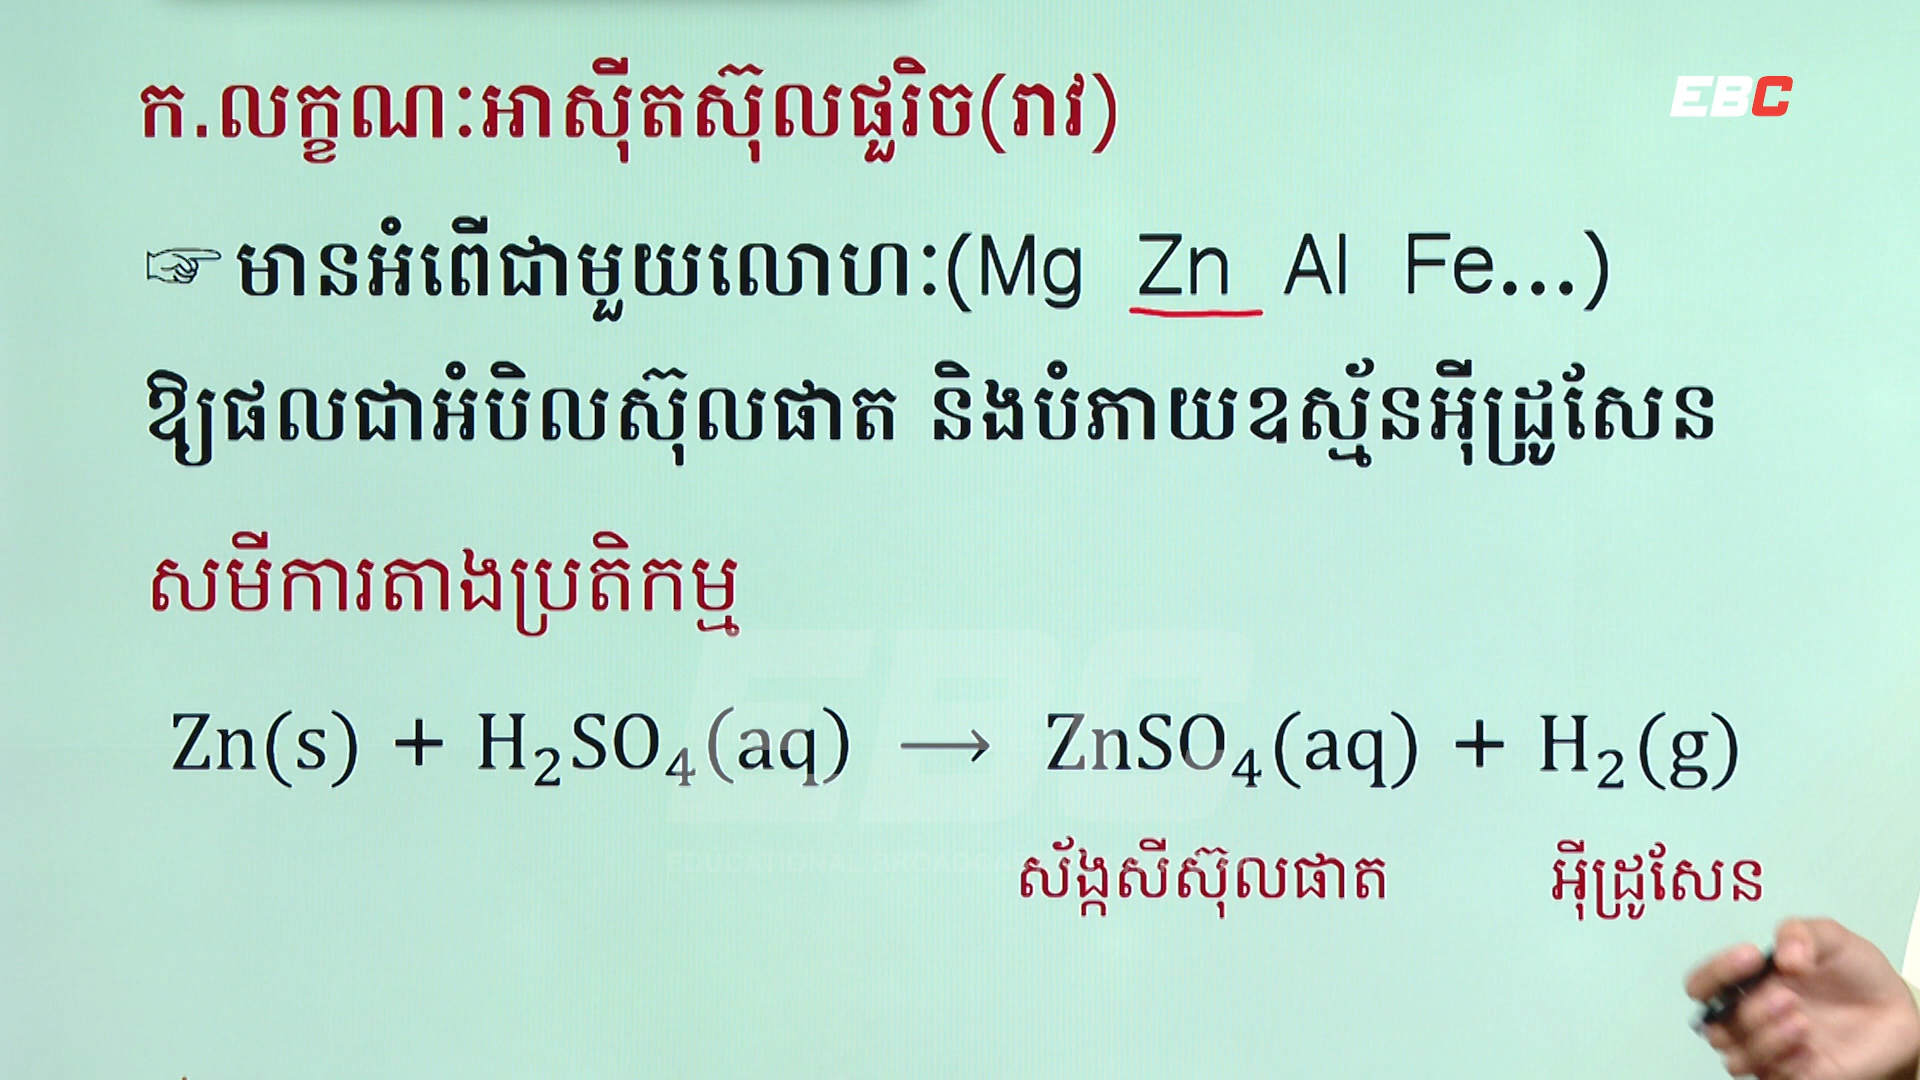 ក.លក្ខណៈអាស៊ីតស៊ុលផួរិច(រាវ)
EBC
☞មានអំពើជាមួយលោហៈ(Mg Zn Al Fe...)
ឱ្យផលជាអំបិលស៊ុលផាត និងបំភាយឧស្ម័នអ៊ីដ្រូសែន
សមីការតាងប្រតិកម្ម
Zn(s) + H₂SO₄(aq) ⟶ ZnSO₄(aq) + H₂(g)
EBC
ស័ង្កសីស៊ុលផាត អ៊ីដ្រូសែន